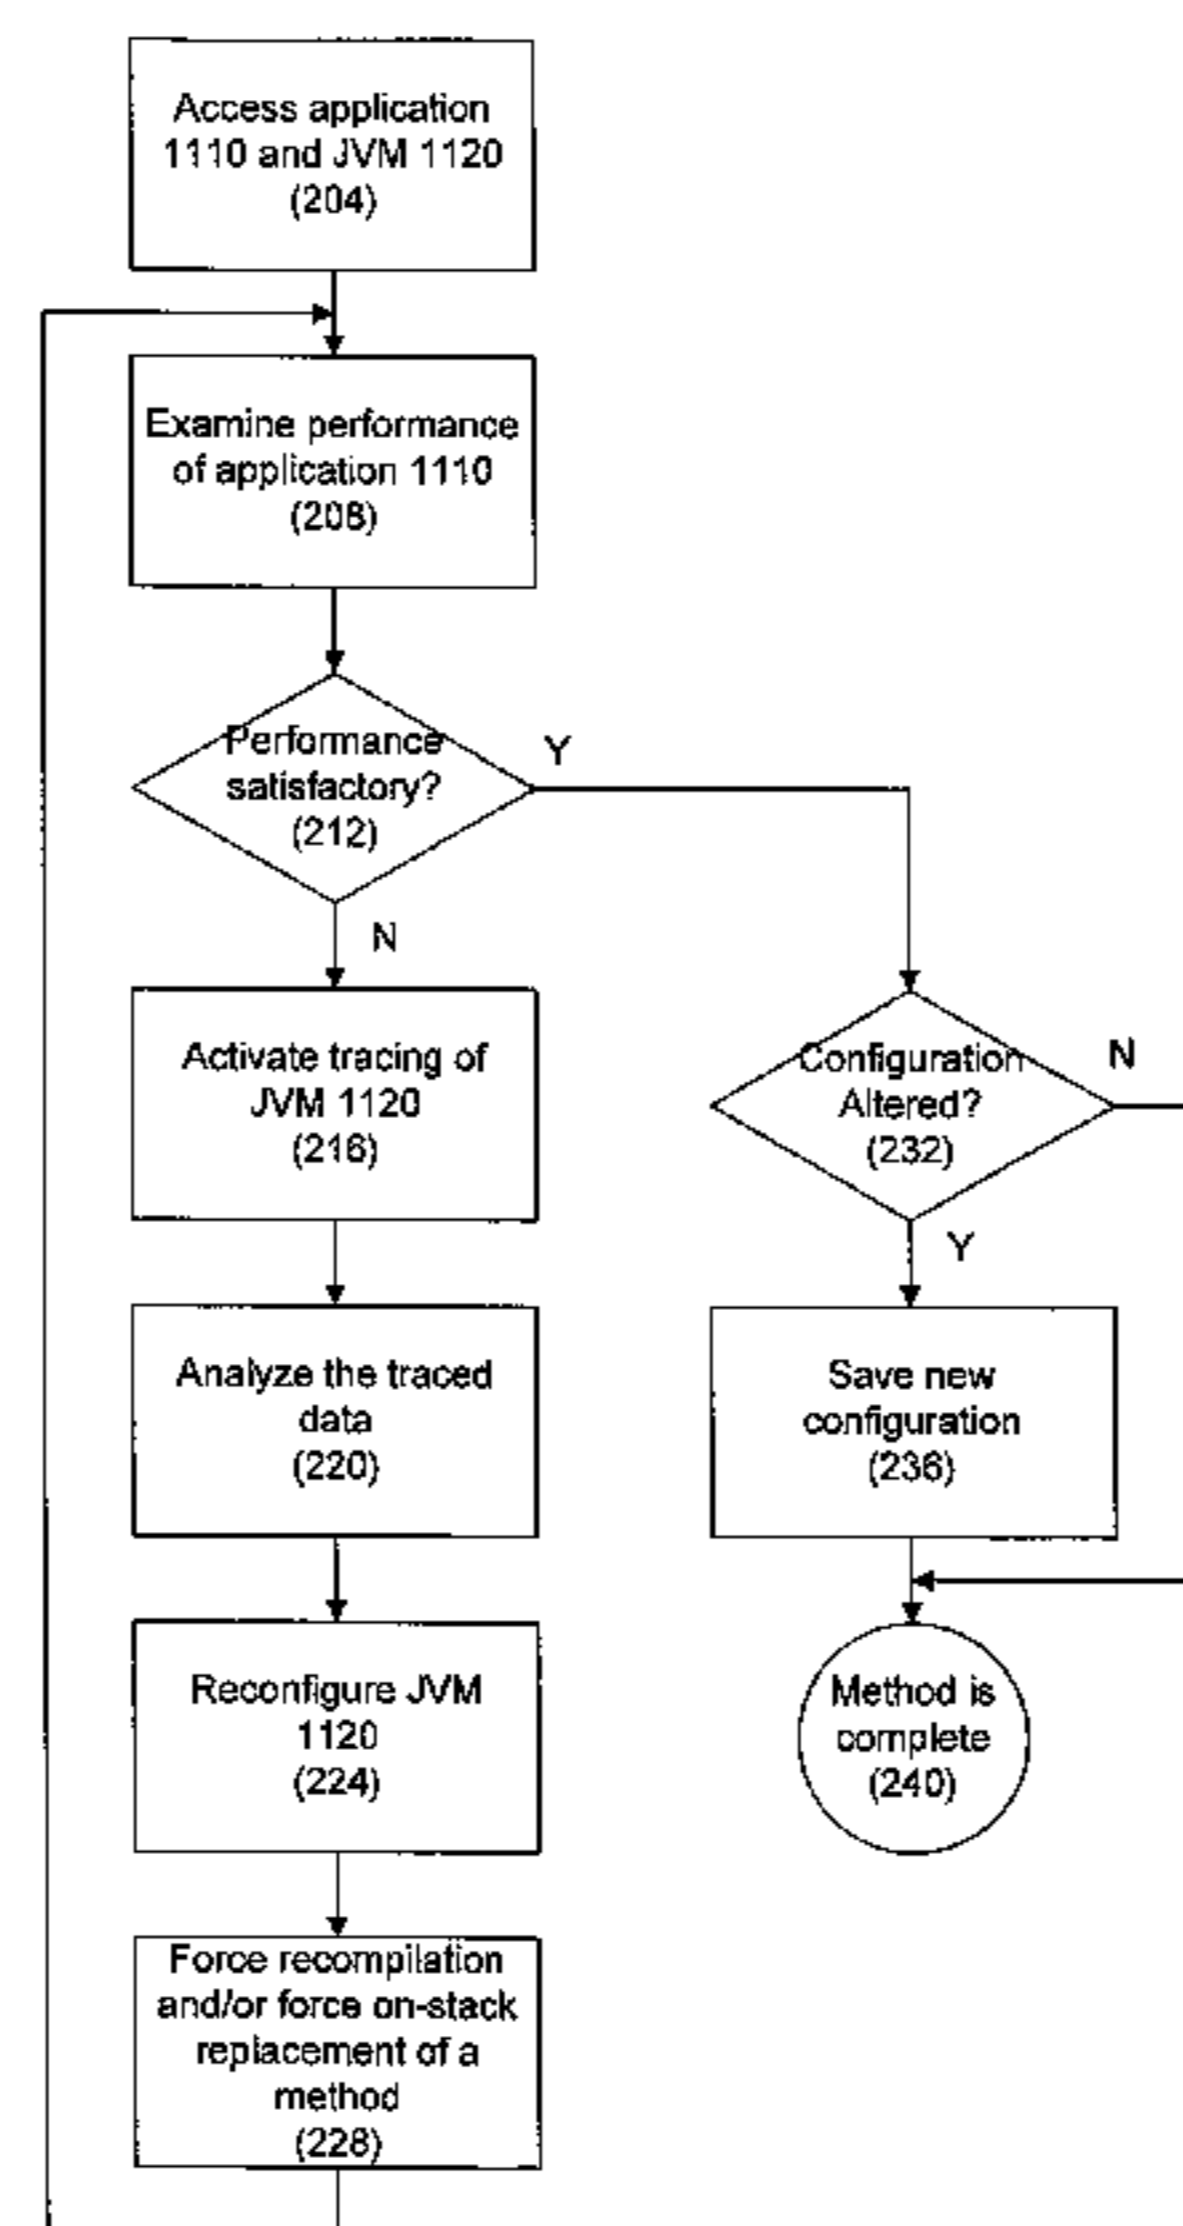 Access application
1110 and JVM 1120
(204)
Examine performance
of application 1110
(208)
Performance
satisfactory?
(212)
Y
N
Activate tracing of
JVM 1120
(216)
Configuration
Altered?
(232)
N
Y
Analyze the traced
data
(220)
Save new
configuration
(236)
Reconfigure JVM
1120
(224)
Method is
complete
(240)
Force recompilation
and/or force on-stack
replacement of a
method
(228)